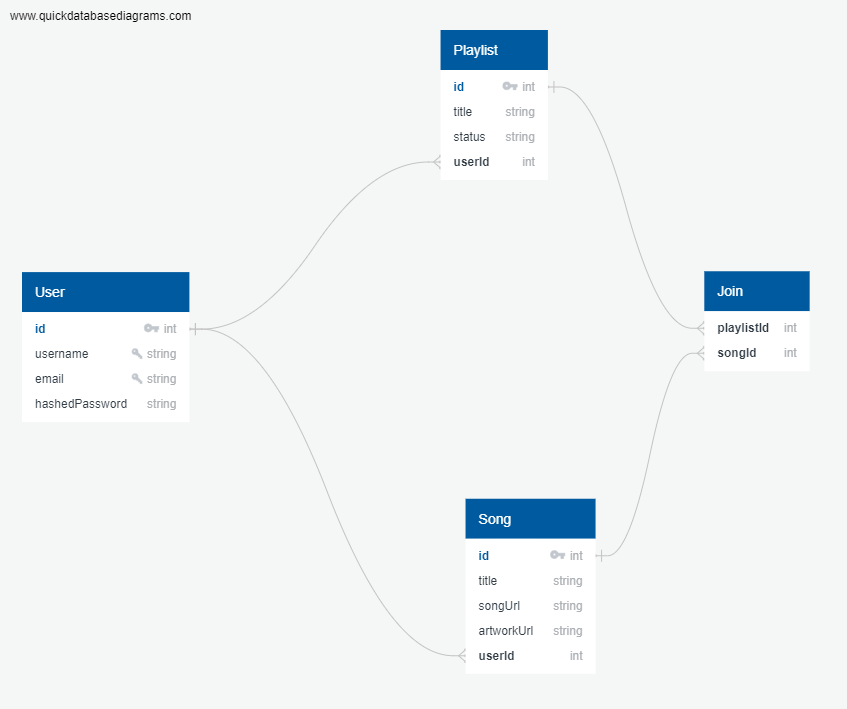 www.quickdatabasediagrams.com
Playlist
id int
title string
status string
userId int
User
id int
username string
email string
hashedPassword string
Join
playlistId int
songId int
Song
id int
title string
songUrl string
artworkUrl string
userId int